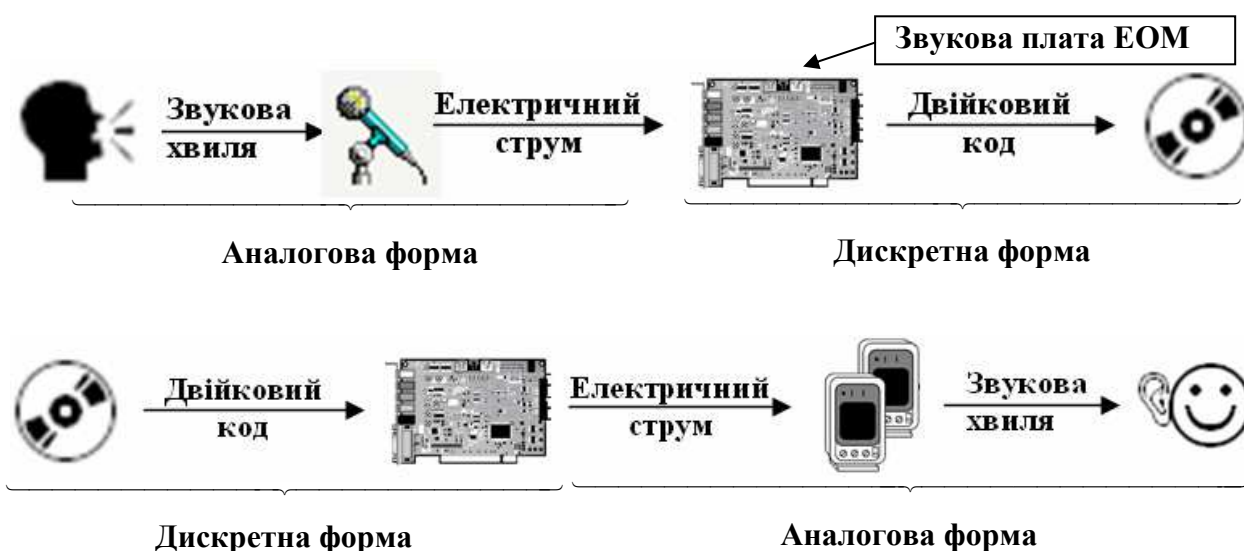 Звукова плата ЕОМ
Звукова
хвиля
Електричний
струм
Двійковий
код
Аналогова форма
Дискретна форма
Двійковий
код
Електричний
струм
Звукова
хвиля
Дискретна форма
Аналогова форма